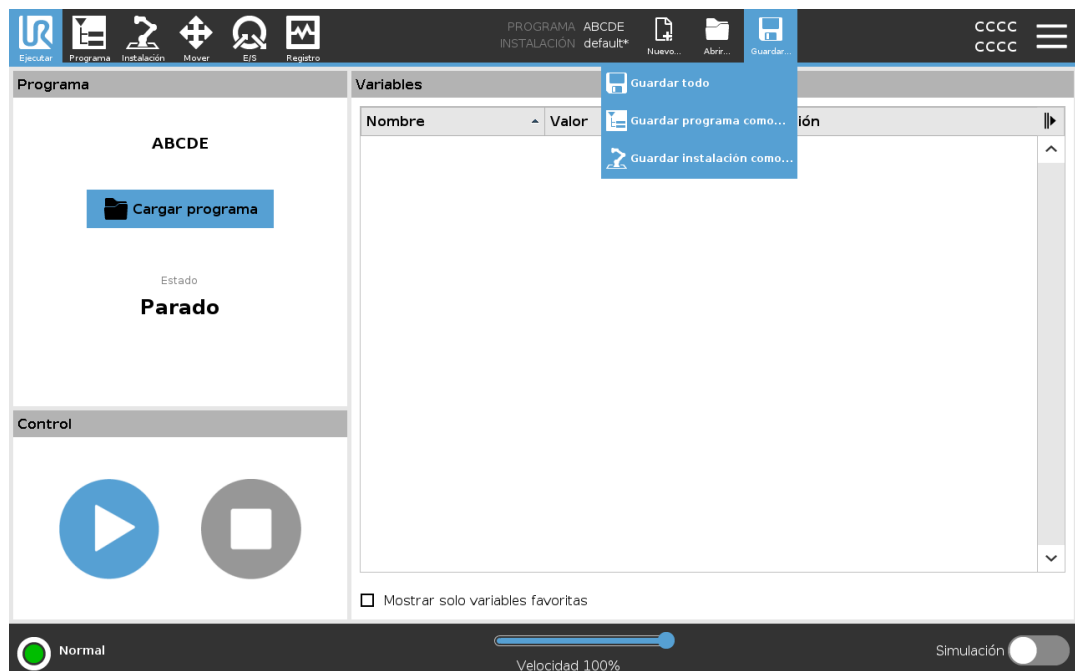 Ejecutar
Programa
Instalación
Mover
E/S
Registro
PROGRAMA ABCDE
INSTALACIÓN default*
Nuevo...
Abrir...
Guardar...
CCCC
CCCC
Guardar todo
Guardar programa como...
Guardar instalación como...
Programa
ABCDE
Cargar programa
Estado
Parado
Variables
Nombre
Valor
ión
Control
Mostrar solo variables favoritas
Normal
Velocidad 100%
Simulación